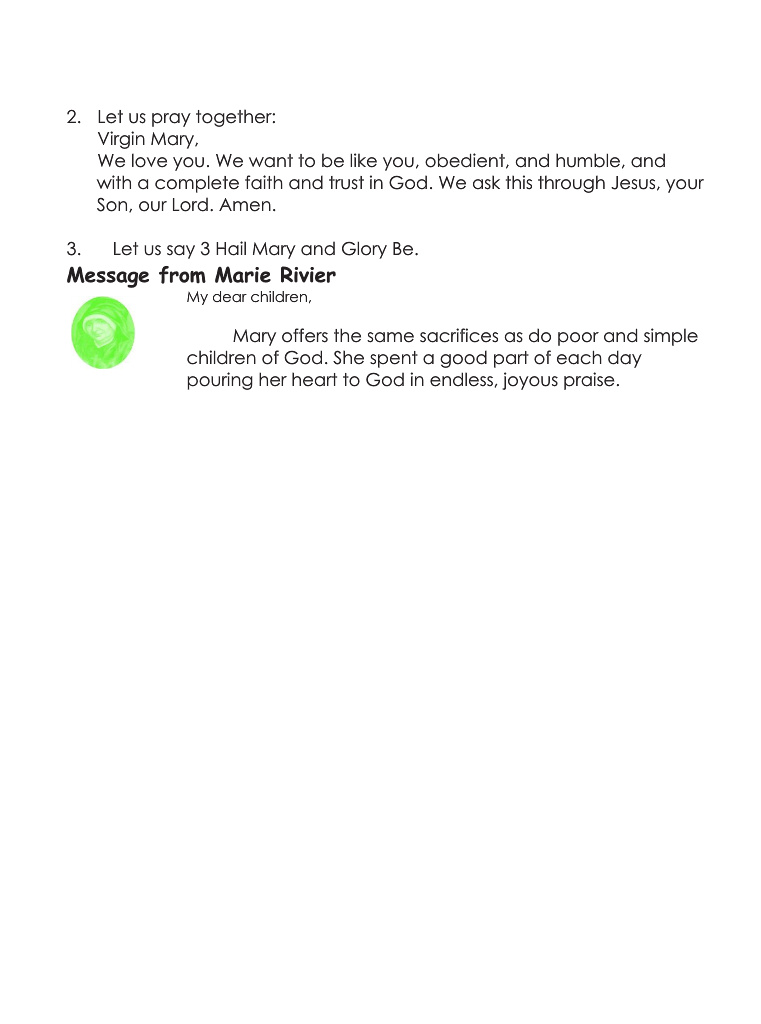 2. Let us pray together:
Virgin Mary,
We love you. We want to be like you, obedient, and humble, and
with a complete faith and trust in God. We ask this through Jesus, your
Son, our Lord. Amen.
3. Let us say 3 Hail Mary and Glory Be.
Message from Marie Rivier
My dear children,
Mary offers the same sacrifices as do poor and simple
children of God. She spent a good part of each day
pouring her heart to God in endless, joyous praise.